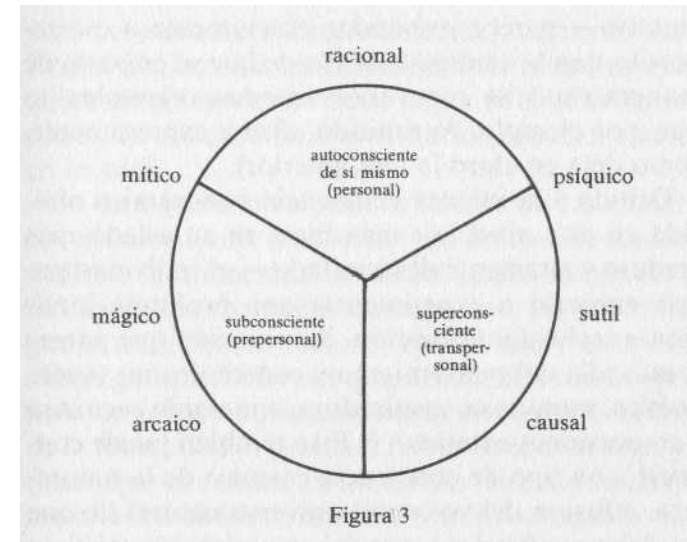 racional
autoconsciente
de sí mismo
(personal)
mítico
psíquico
mágico
subconsciente
(prepersonal)
supercons-
ciente
(transper-
sonal)
sutil
arcaico
causal
Figura 3